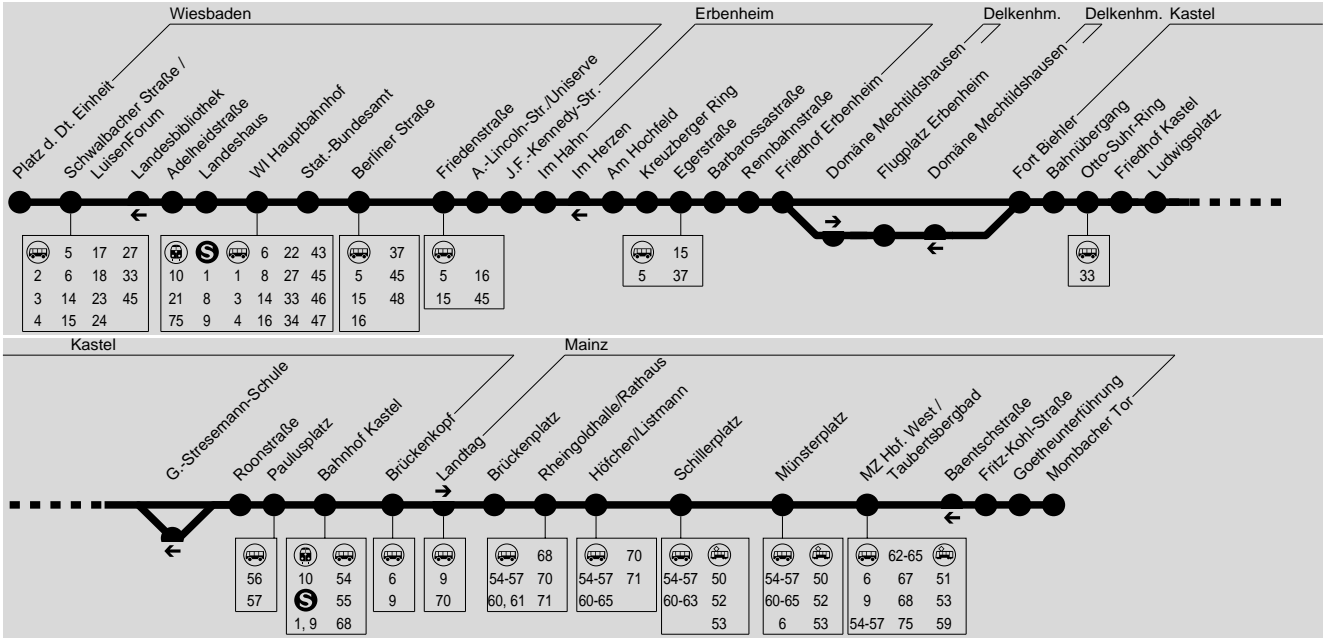 Wiesbaden
Erbenheim
Delkenhm.
Delkenhm.
Kastel
Platz d. Dt. Einheit
Schwalbacher Straße /
LuisenForum
Landesbibliothek
Adelheidstraße
Landeshaus
WI Hauptbahnhof
Stat.-Bundesamt
Berliner Straße
Friedenstraße
A.-Lincoln-Str./Uniserve
J.F.-Kennedy-Str.
Im Hahn
Im Herzen
Am Hochfeld
Kreuzberger Ring
Egerstraße
Barbarossastraße
Rennbahnstraße
Friedhof Erbenheim
Domäne Mechtildshausen
Flugplatz Erbenheim
Domäne Mechtildshausen
Fort Biehler
Bahnübergang
Otto-Suhr-Ring
Friedhof Kastel
Ludwigsplatz
5 17 27
2 6 18 33
3 14 23 45
4 15 24
S 6 22 43
10 1 1 8 27 45
21 8 3 14 33 46
75 9 4 16 34 47
37
5 45
15 48
16
5 16
15 45
15
5 37
33
Kastel
Mainz
G.-Stresemann-Schule
Roonstraße
Paulusplatz
Bahnhof Kastel
Brückenkopf
Landtag
Brückenplatz
Rheingoldhalle/Rathaus
Höfchen/Listmann
Schillerplatz
Münsterplatz
MZ Hbf. West /
Taubertsbergbad
Baentschstraße
Fritz-Kohl-Straße
Goetheunterführung
Mombacher Tor
56
57
10 54
S 55
1, 9 68
6
9
9
70
68
54-57 70
60, 61 71
70
54-57 71
60-65
54-57 50
60-63 52
53
54-57 50
60-65 52
6 53
62-65
6 67 51
9 68 53
54-57 75 59